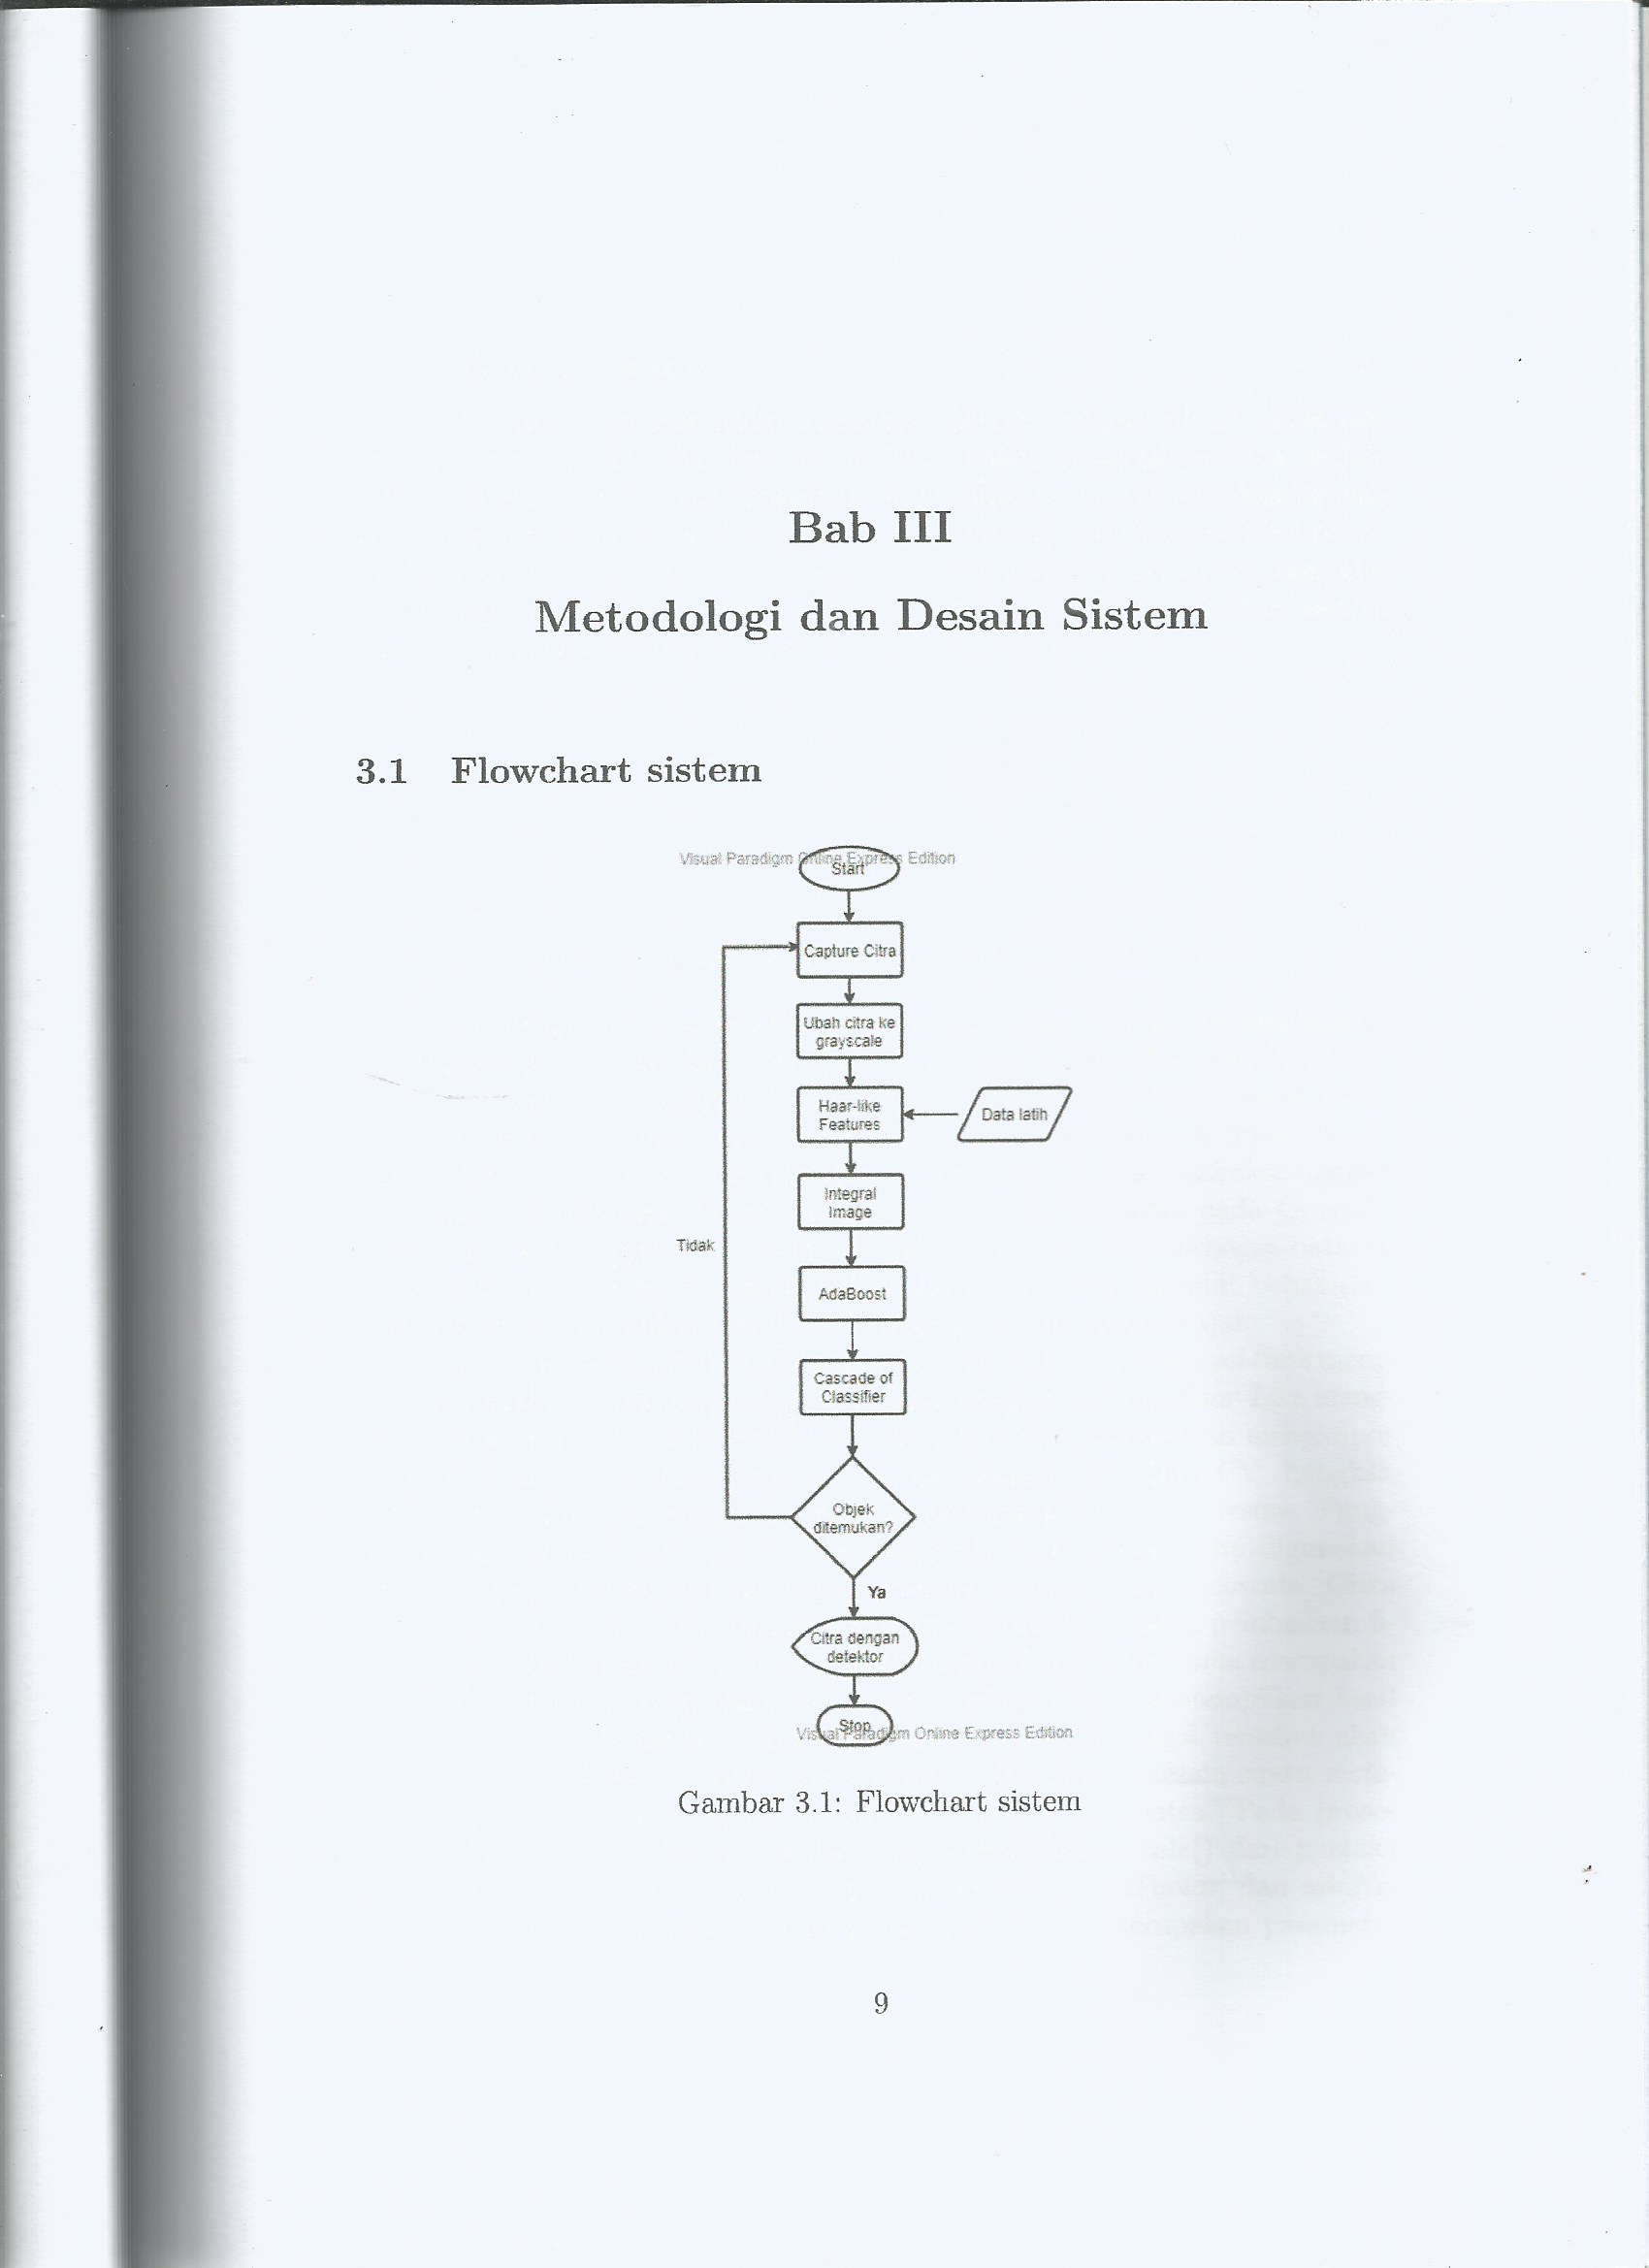 Bab III
Metodologi dan Desain Sistem
3.1 Flowchart sistem
Visual Paradigm Online Express Edition
Start
Capture Citra
Ubah citra ke
grayscale
Haar-like
Features
Data latih
Integral
Image
Tidak
AdaBoost
Cascade of
Classifier
Objek
ditemukan?
Ya
Citra dengan
detektor
Stop
Visual Paradigm Online Express Edition
Gambar 3.1: Flowchart sistem
9